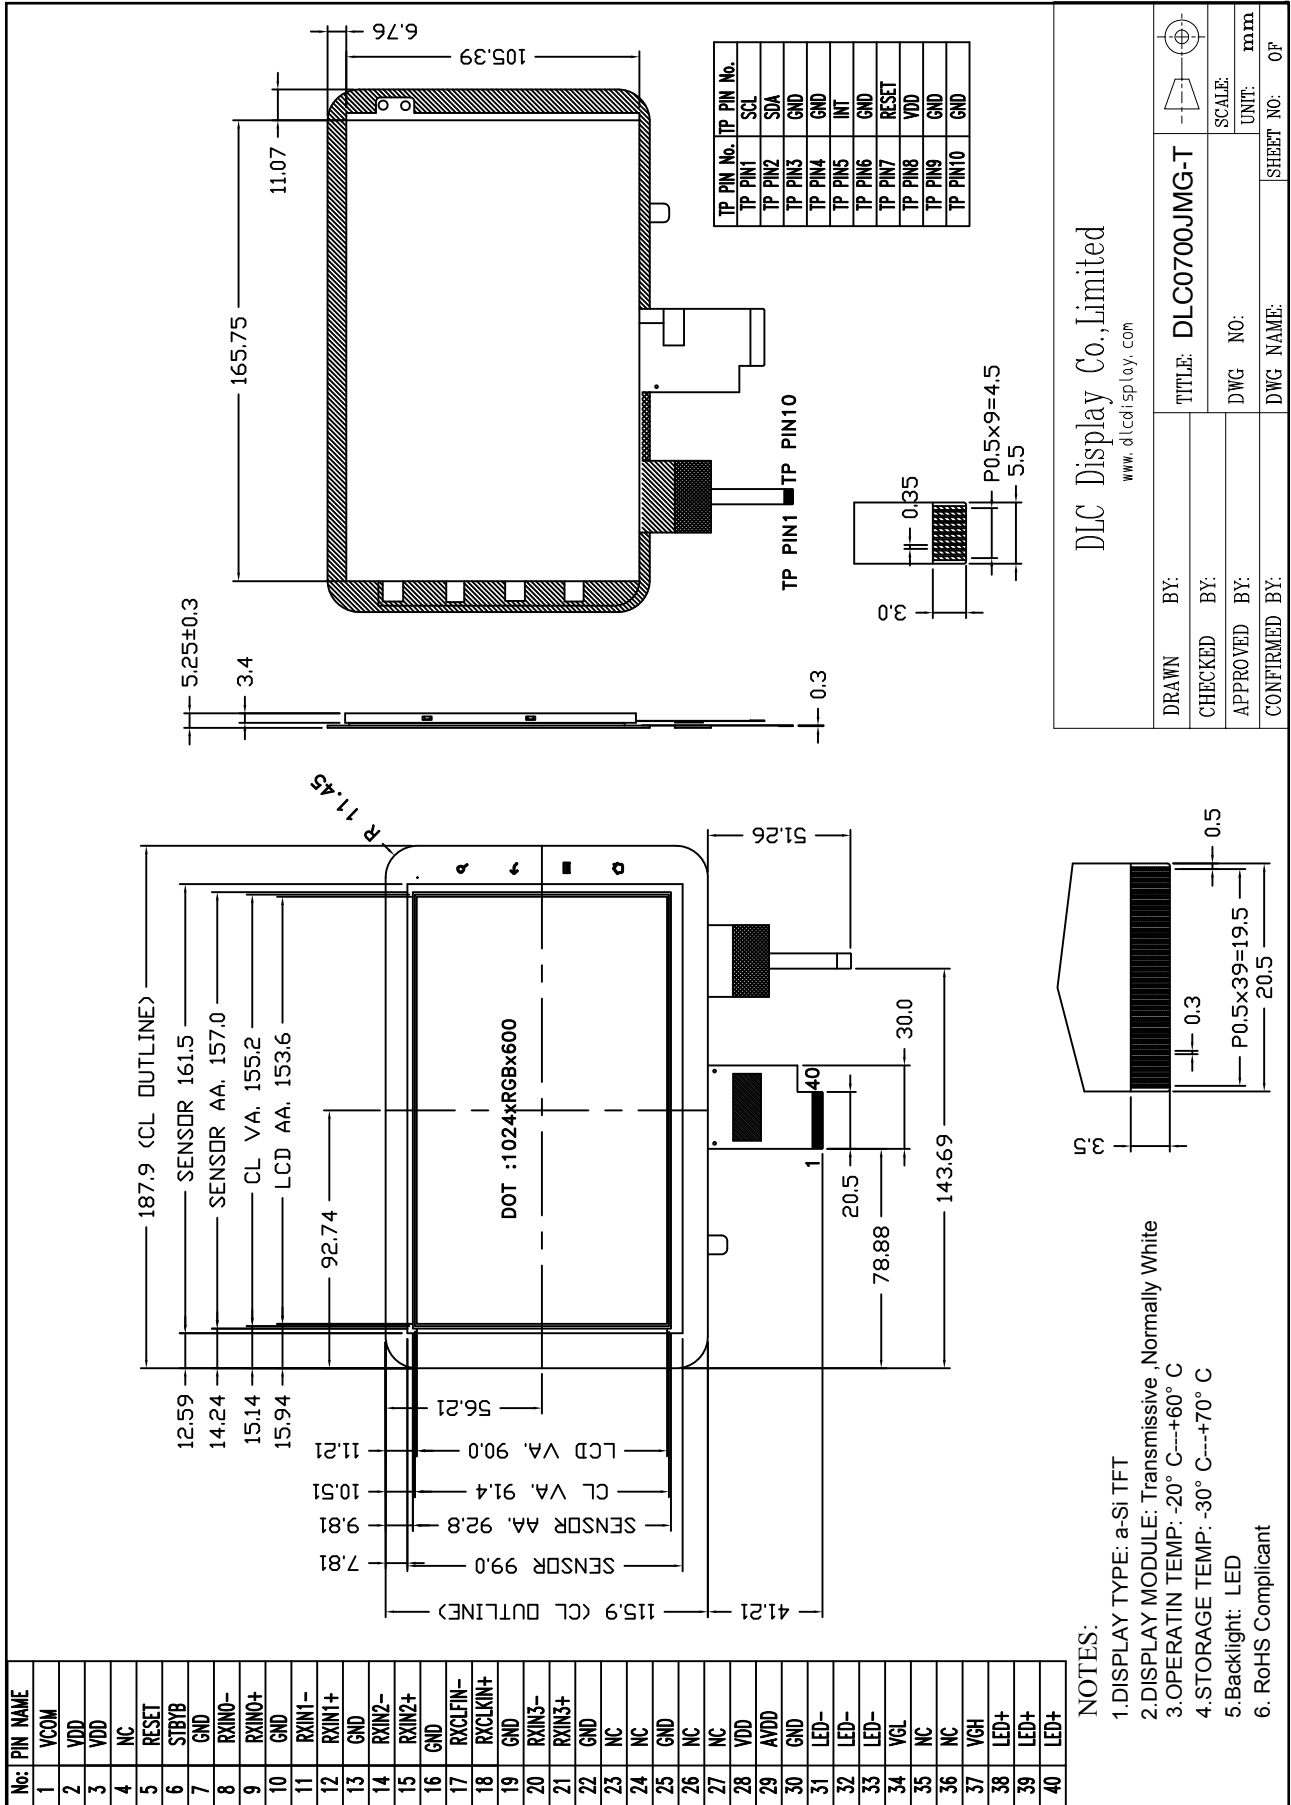 No: PIN NAME
1 VCOM
2 VDD
3 VDD
4 NC
5 RESET
6 STBYB
7 GND
8 RXIN0-
9 RXIN0+
10 GND
11 RXIN1-
12 RXIN1+
13 GND
14 RXIN2-
15 RXIN2+
16 GND
17 RXCLFIN-
18 RXCLKIN+
19 GND
20 RXIN3-
21 RXIN3+
22 GND
23 NC
24 NC
25 GND
26 NC
27 NC
28 VDD
29 AVDD
30 GND
31 LED-
32 LED-
33 LED-
34 VGL
35 NC
36 NC
37 VGH
38 LED+
39 LED+
40 LED+
187.9 (CL OUTLINE)
12.59
SENSOR 161.5
14.24
SENSOR AA. 157.0
15.14
CL VA. 155.2
15.94
LCD AA. 153.6
92.74
R 11.45
56.21
11.21
LCD VA. 90.0
10.51
CL VA. 91.4
9.81
SENSOR AA. 92.8
7.81
SENSOR 99.0
115.9 (CL OUTLINE)
41.21
DOT :1024xRGBx600
51.26
1
40
20.5
30.0
78.88
143.69
5.25±0.3
3.4
0.3
165.75
11.07
6.76
105.39
TP PIN1
TP PIN10
TP PIN No. TP PIN No.
TP PIN1 SCL
TP PIN2 SDA
TP PIN3 GND
TP PIN4 GND
TP PIN5 INT
TP PIN6 GND
TP PIN7 RESET
TP PIN8 VDD
TP PIN9 GND
TP PIN10 GND
3.0
0.35
P0.5x9=4.5
5.5
3.5
0.3
0.5
P0.5x39=19.5
20.5
NOTES:
1.DISPLAY TYPE: a-Si TFT
2.DISPLAY MODULE: Transmissive ,Normally White
3.OPERATIN TEMP: -20° C---+60° C
4.STORAGE TEMP: -30° C---+70° C
5.Backlight: LED
6. RoHS Complicant
DLC Display Co.,Limited
www.dlcdisplay.com
DRAWN BY:
CHECKED BY:
APPROVED BY:
CONFIRMED BY:
TITLE: DLC0700JMG-T
DWG NO:
DWG NAME:
SCALE:
UNIT: mm
SHEET NO: OF